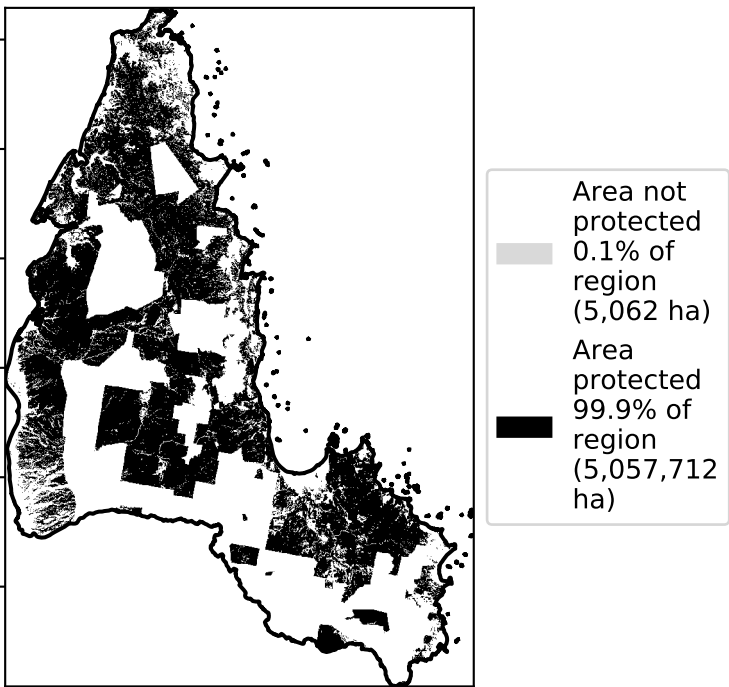 Area not
protected
0.1% of
region
(5,062 ha)
Area
protected
99.9% of
region
(5,057,712
ha)